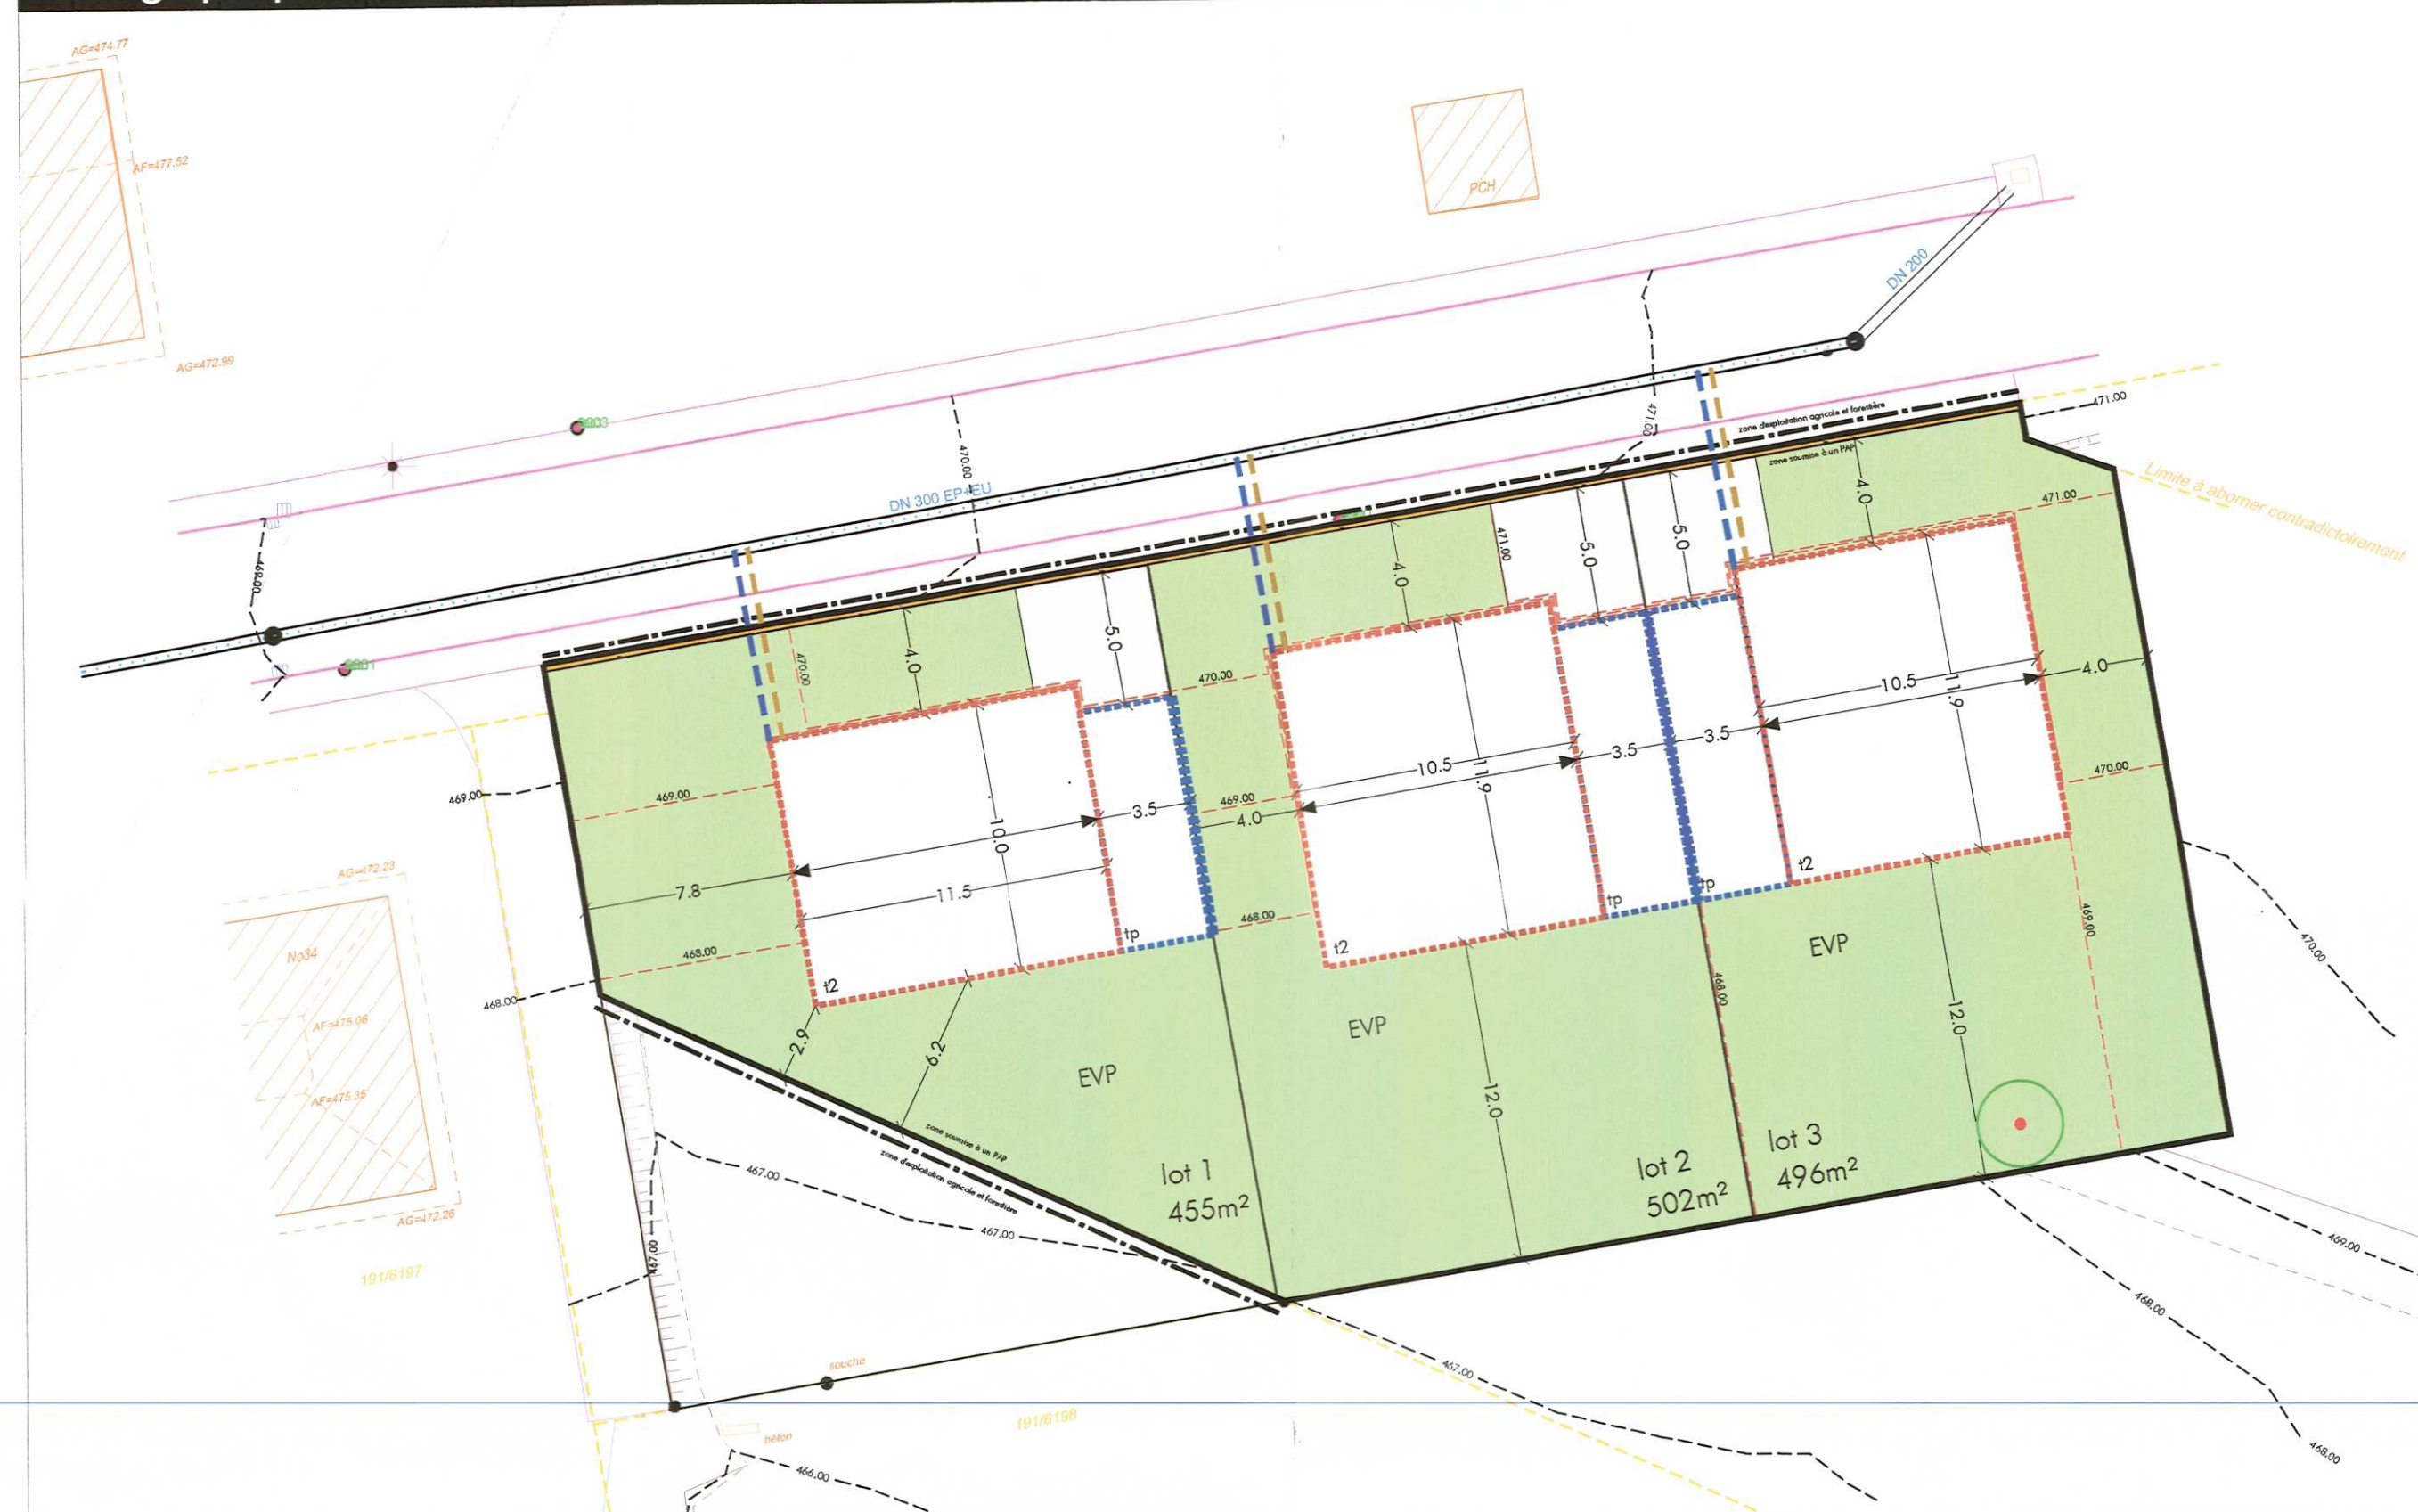 AG=474.77
AF=477.52
AG=472.99
PCH
DN 200
DN 300 EP+EU
470.00
471.00
469.00
zone d'exploitation agricole et forestière
zone soumise à un PAP
471.00
Limite à aborner contradictoirement
471.00
4.0
5.0
5.0
471.00
4.0
5.0
4.0
470.00
470.00
10.5
11.9
4.0
3.5
3.5
10.5
11.9
470.00
469.00
469.00
469.00
4.0
3.5
10.0
11.5
7.8
468.00
468.00
468.00
tp
t2
tp
t2
tp
t2
2.9
6.2
EVP
EVP
EVP
468.00
469.00
470.00
12.0
12.0
AG=472.23
No34
AF=475.06
AF=475.35
AG=472.26
191/6197
zone soumise à un PAP
zone d'exploitation agricole et forestière
467.00
467.00
467.00
lot 1
455m²
lot 2
502m²
lot 3
496m²
469.00
468.00
468.00
467.00
souche
191/6198
béton
466.00